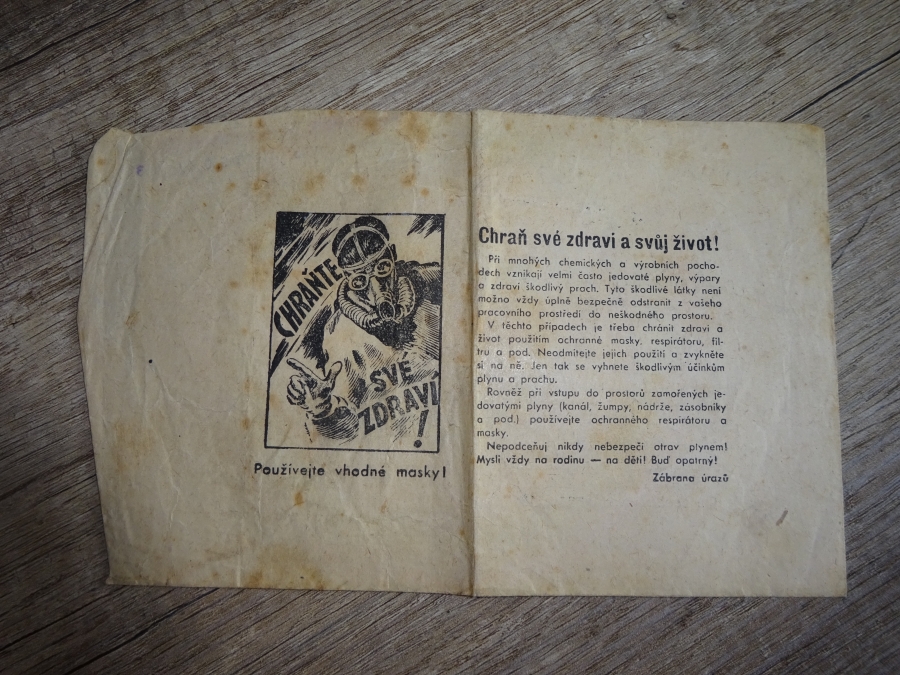 CHRAŇTE
SVÉ
ZDRAVI
!
Používejte vhodné masky!
Chraň své zdravi a svůj život!
Při mnohých chemických a výrobních pocho-
dech vznikají velmi často jedovaté plyny, výpary
a zdraví škodlivý prach. Tyto škodlivé látky není
možno vždy úplně bezpečně odstranit z vašeho
pracovního prostředí do neškodného prostoru.
V těchto případech je třeba chránit zdravi a
život použitím ochranné masky, respirátoru, fil-
tru a pod. Neodmítejte jejich použití a zvykněte
si na ně. Jen tak se vyhnete škodlivým účinkům
plynu a prachu.
Rovněž při vstupu do prostorů zamořených je-
dovatými plyny (kanál, žumpy, nádrže, zásobníky
a pod.) používejte ochranného respirátoru a
masky.
Nepodceňuj nikdy nebezpečí otrav plynem!
Mysli vždy na rodinu — na děti! Buď opatrný!
Zábrana úrazů